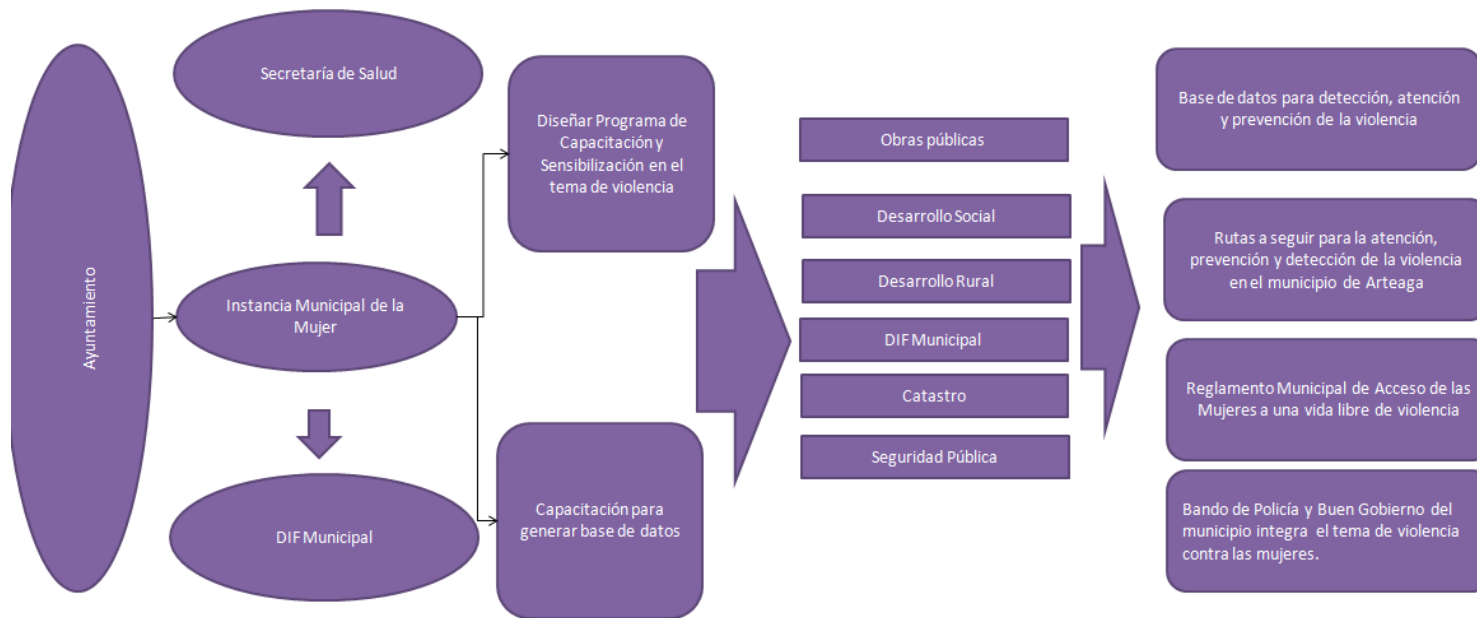 Ayuntamiento
Secretaría de Salud
Instancia Municipal de la
Mujer
DIF Municipal
Diseñar Programa de
Capacitación y
Sensibilización en el
tema de violencia
Capacitación para
generar base de datos
Obras públicas
Desarrollo Social
Desarrollo Rural
DIF Municipal
Catastro
Seguridad Pública
Base de datos para detección, atención
y prevención de la violencia
Rutas a seguir para la atención,
prevención y detección de la violencia
en el municipio de Arteaga
Reglamento Municipal de Acceso de las
Mujeres a una vida libre de violencia
Bando de Policía y Buen Gobierno del
municipio integra el tema de violencia
contra las mujeres.